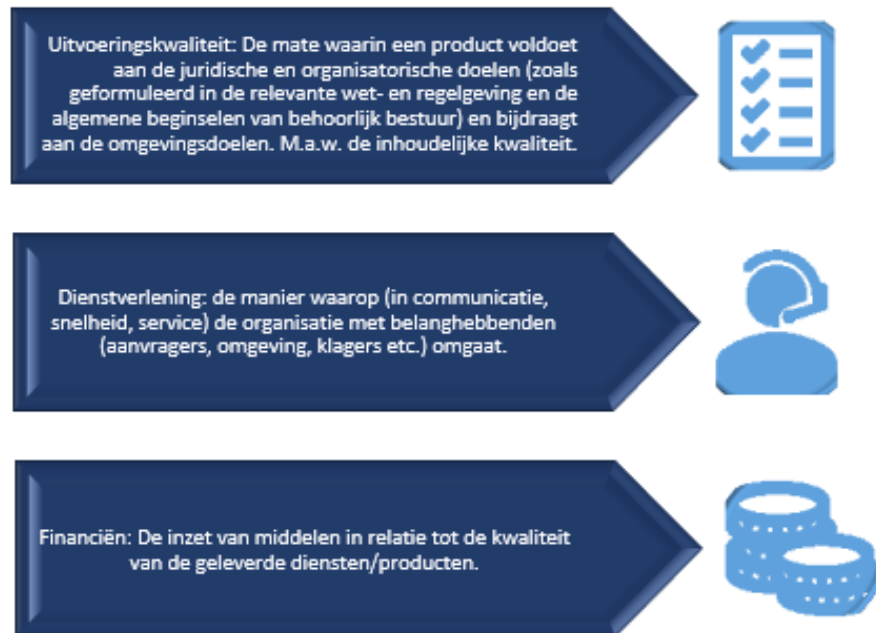 Uitvoeringskwaliteit: De mate waarin een product voldoet
aan de juridische en organisatorische doelen (zoals
geformuleerd in de relevante wet- en regelgeving en de
algemene beginselen van behoorlijk bestuur) en bijdraagt
aan de omgevingsdoelen. M.a.w. de inhoudelijke kwaliteit.
Dienstverlening: de manier waarop (in communicatie,
snelheid, service) de organisatie met belanghebbenden
(aanvragers, omgeving, klagers etc.) omgaat.
Financiën: De inzet van middelen in relatie tot de kwaliteit
van de geleverde diensten/producten.